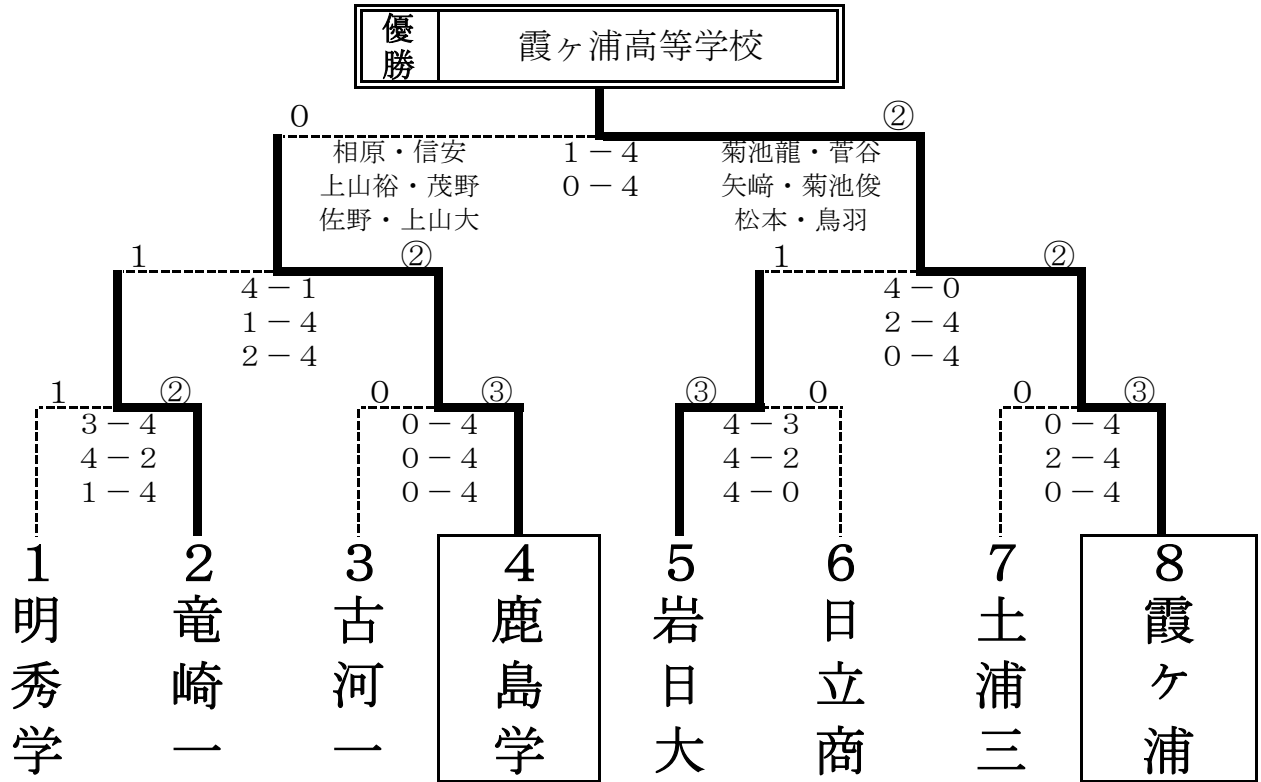 優勝 霞ヶ浦高等学校
0 ②
相原・信安 1－4 菊池龍・菅谷
上山裕・茂野 0－4 矢﨑・菊池俊
佐野・上山大 松本・鳥羽
1 ② 1 ②
4－1 4－0
1－4 2－4
2－4 0－4
1 ② 0 ③ ③ 0 0 ③
3－4 0－4 4－3 0－4
4－2 0－4 4－2 2－4
1－4 0－4 4－0 0－4
1 2 3 4 5 6 7 8
明秀学 竜崎一 古河一 鹿島学 岩日大 日立商 土浦三 霞ケ浦